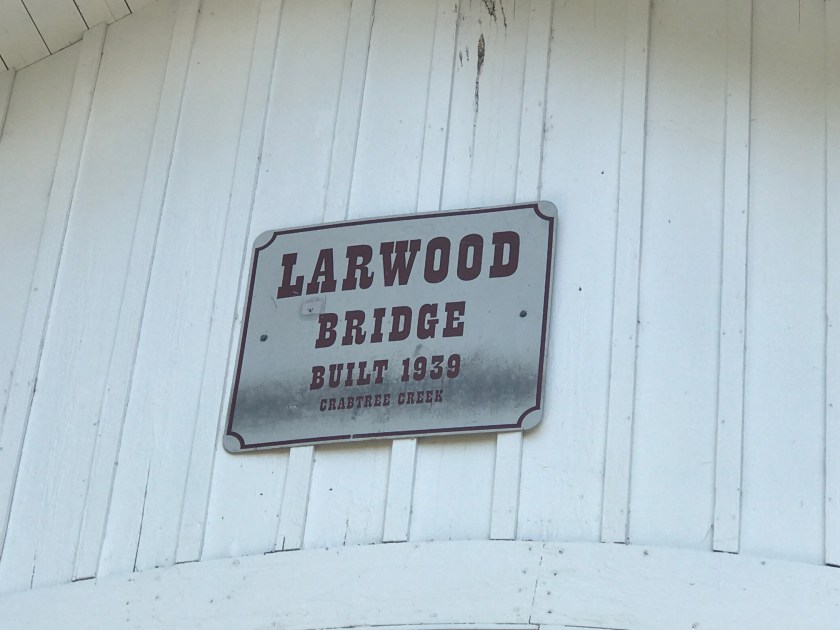 LARWOOD
BRIDGE
BUILT 1939
CRABTREE CREEK